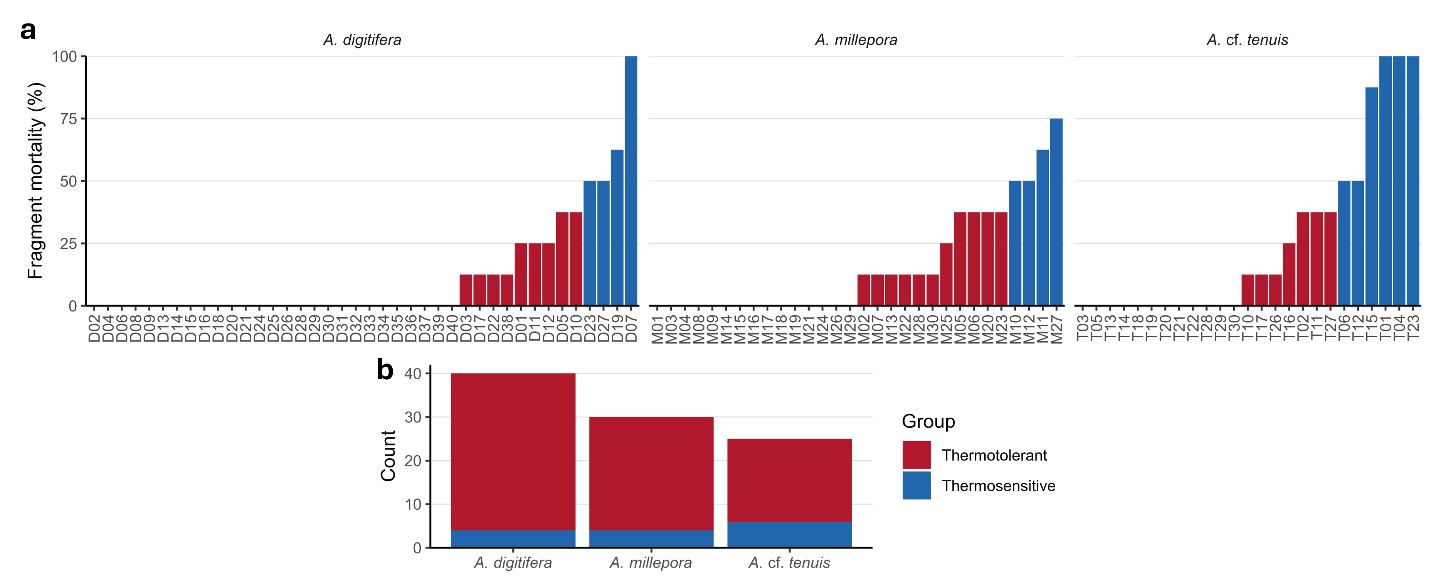 a
A. digitifera
A. millepora
A. cf. tenuis
Fragment mortality (%)
100
75
50
25
0
D02 D04 D06 D08 D09 D13 D14 D15 D16 D18 D20 D21 D24 D25 D26 D28 D29 D30 D31 D32 D33 D34 D35 D36 D37 D39 D40 D03 D17 D22 D38 D01 D11 D12 D05 D10 D23 D27 D19 D07
M01 M03 M04 M08 M09 M14 M15 M16 M17 M18 M19 M21 M24 M26 M29 M02 M07 M13 M22 M28 M30 M25 M05 M06 M20 M23 M10 M12 M11 M27
T03 T05 T13 T14 T18 T19 T20 T21 T22 T28 T29 T30 T10 T17 T26 T16 T02 T11 T27 T06 T12 T15 T01 T04 T23
b
Count
40
30
20
10
0
A. digitifera
A. millepora
A. cf. tenuis
Group
Thermotolerant
Thermosensitive